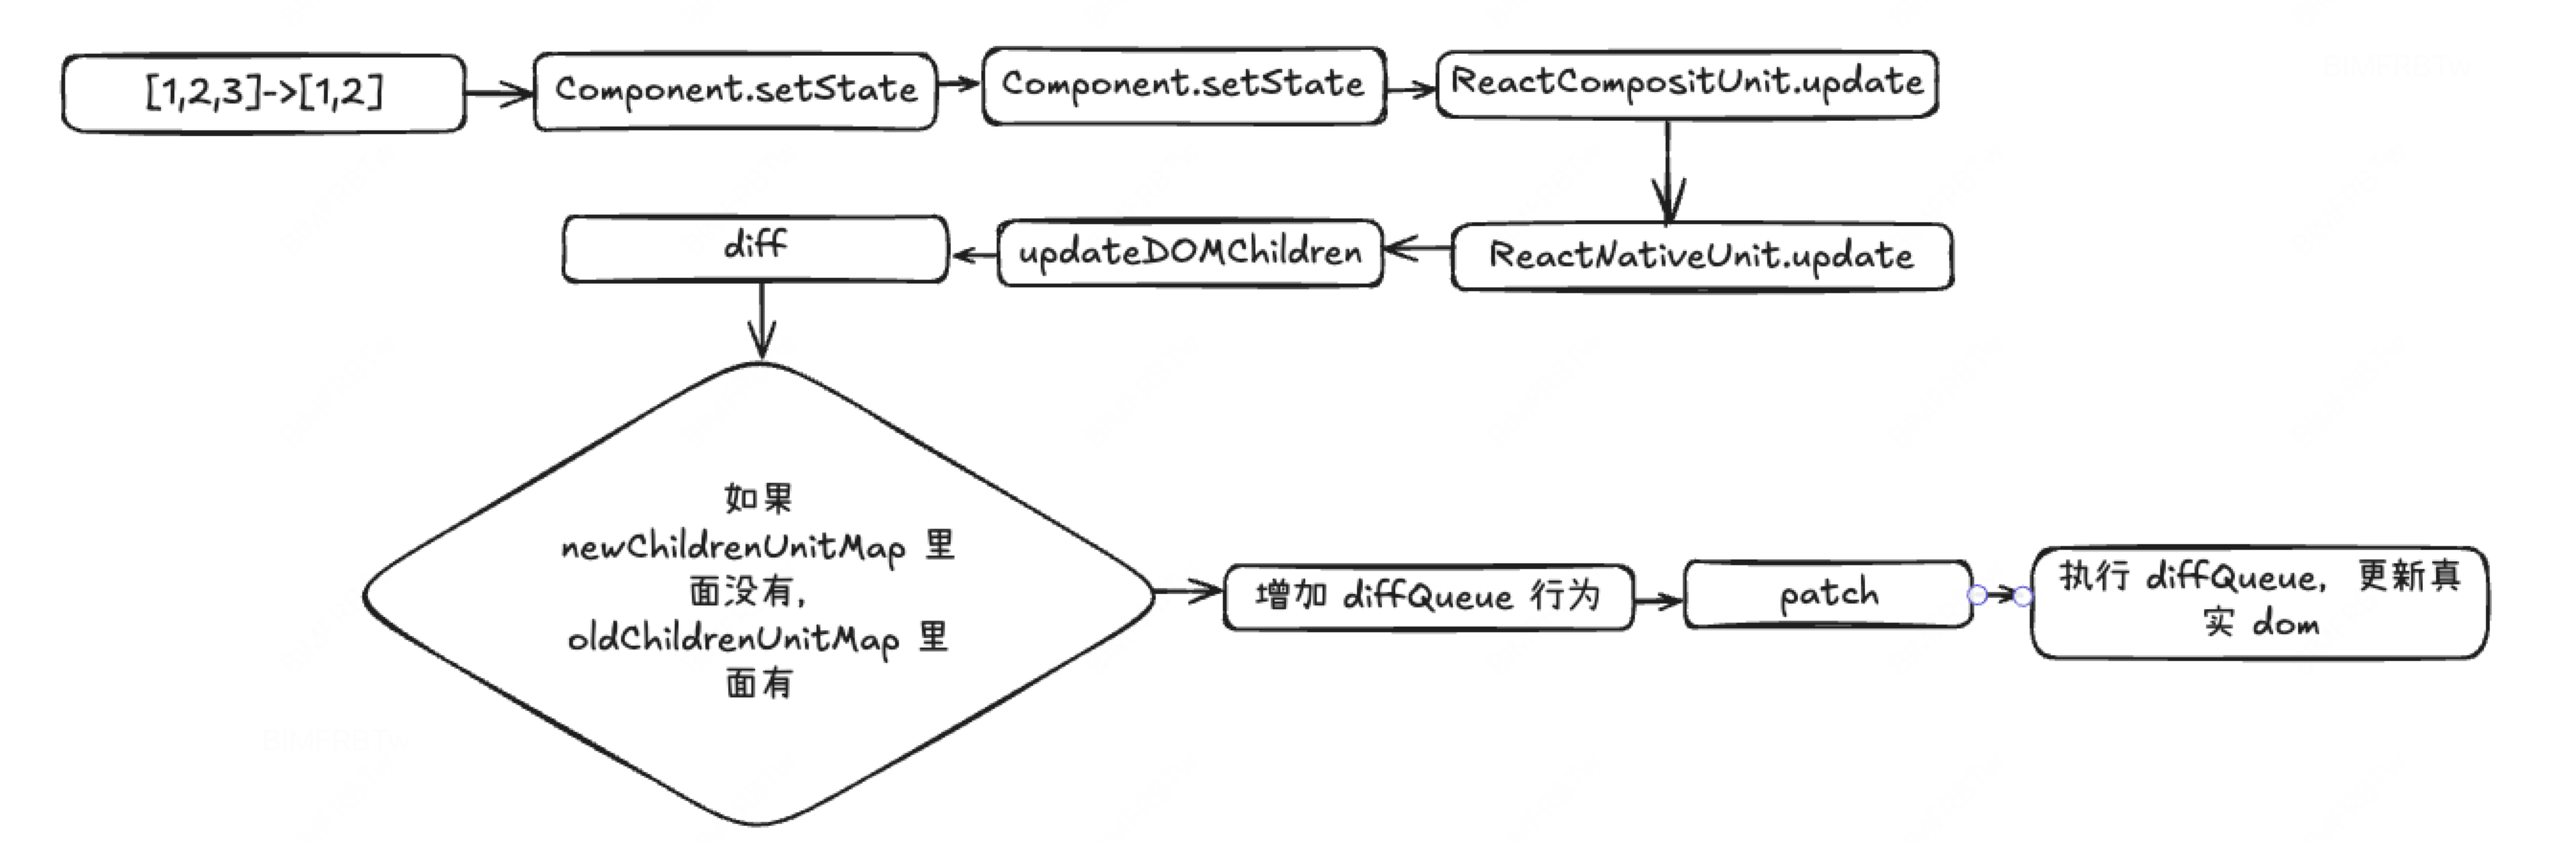 [1,2,3]->[1,2]
Component.setState
Component.setState
ReactCompositUnit.update
ReactNativeUnit.update
updateDOMChildren
diff
如果
newChildrenUnitMap 里
面没有，
oldChildrenUnitMap 里
面有
增加 diffQueue 行为
patch
执行 diffQueue， 更新真
实 dom